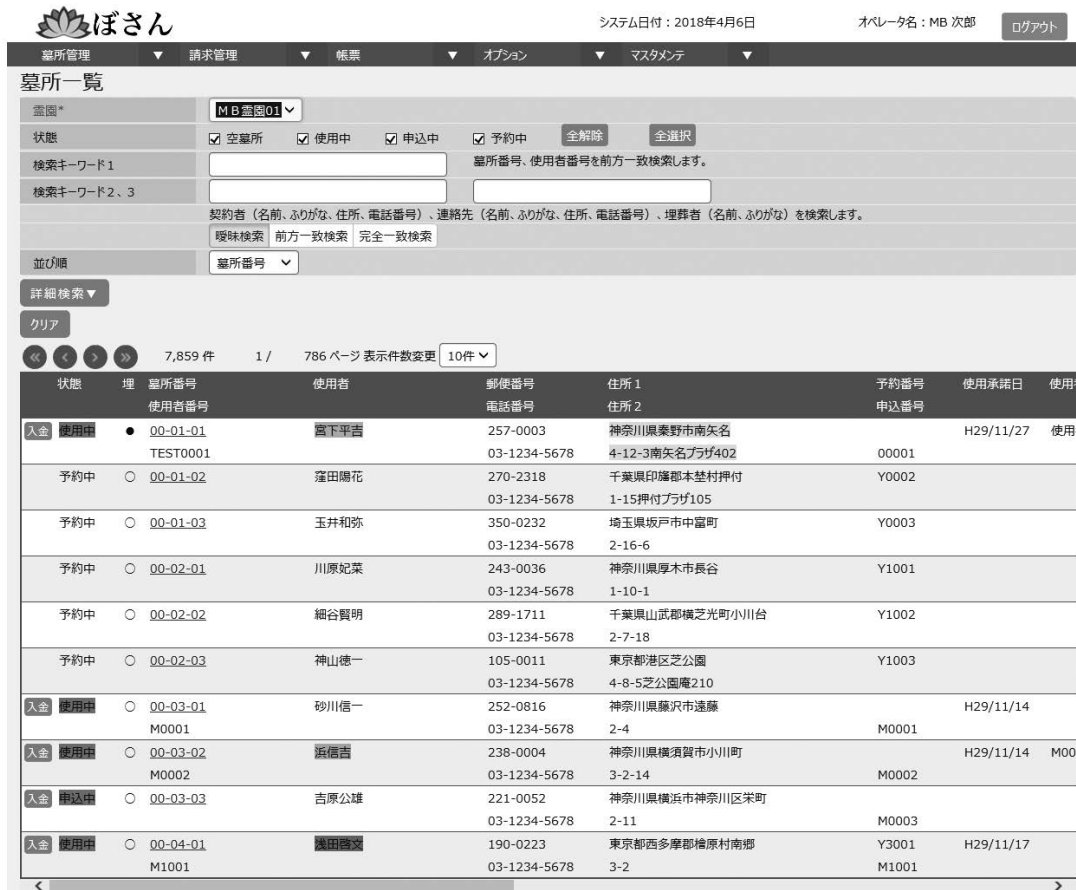 ぼさん システム日付：2018年4月6日 オペレータ名：MB 次郎 ログアウト
墓所管理 ▼ 請求管理 ▼ 帳票 ▼ オプション ▼ マスタメンテ ▼
墓所一覧
霊園* ＭＢ霊園01
状態 空墓所 使用中 申込中 予約中 全解除 全選択
検索キーワード1 墓所番号、使用者番号を前方一致検索します。
検索キーワード2、3
契約者（名前、ふりがな、住所、電話番号）、連絡先（名前、ふりがな、住所、電話番号）、埋葬者（名前、ふりがな）を検索します。
曖昧検索 前方一致検索 完全一致検索
並び順 墓所番号
詳細検索▼
クリア
« ‹ › » 7,859 件 1 / 786 ページ 表示件数変更 10件
状態 埋 墓所番号 使用者 郵便番号 住所１ 予約番号 使用承諾日 使用
使用者番号 電話番号 住所２ 申込番号
入金 使用中 ● 00-01-01 宮下平吉 257-0003 神奈川県秦野市南矢名 H29/11/27 使用
TEST0001 03-1234-5678 4-12-3南矢名プラザ402 00001
予約中 ○ 00-01-02 窪田陽花 270-2318 千葉県印旛郡本埜村押付 Y0002
03-1234-5678 1-15押付プラザ105
予約中 ○ 00-01-03 玉井和弥 350-0232 埼玉県坂戸市中富町 Y0003
03-1234-5678 2-16-6
予約中 ○ 00-02-01 川原妃菜 243-0036 神奈川県厚木市長谷 Y1001
03-1234-5678 1-10-1
予約中 ○ 00-02-02 細谷賢明 289-1711 千葉県山武郡横芝光町小川台 Y1002
03-1234-5678 2-7-18
予約中 ○ 00-02-03 神山徳一 105-0011 東京都港区芝公園 Y1003
03-1234-5678 4-8-5芝公園庵210
入金 使用中 ○ 00-03-01 砂川信一 252-0816 神奈川県藤沢市遠藤 H29/11/14
M0001 03-1234-5678 2-4 M0001
入金 使用中 ○ 00-03-02 浜信吉 238-0004 神奈川県横須賀市小川町 H29/11/14 M00
M0002 03-1234-5678 3-2-14 M0002
入金 申込中 ○ 00-03-03 吉原公雄 221-0052 神奈川県横浜市神奈川区栄町
03-1234-5678 2-11 M0003
入金 使用中 ○ 00-04-01 浅田啓文 190-0223 東京都西多摩郡檜原村南郷 Y3001 H29/11/17
M1001 03-1234-5678 3-2 M1001